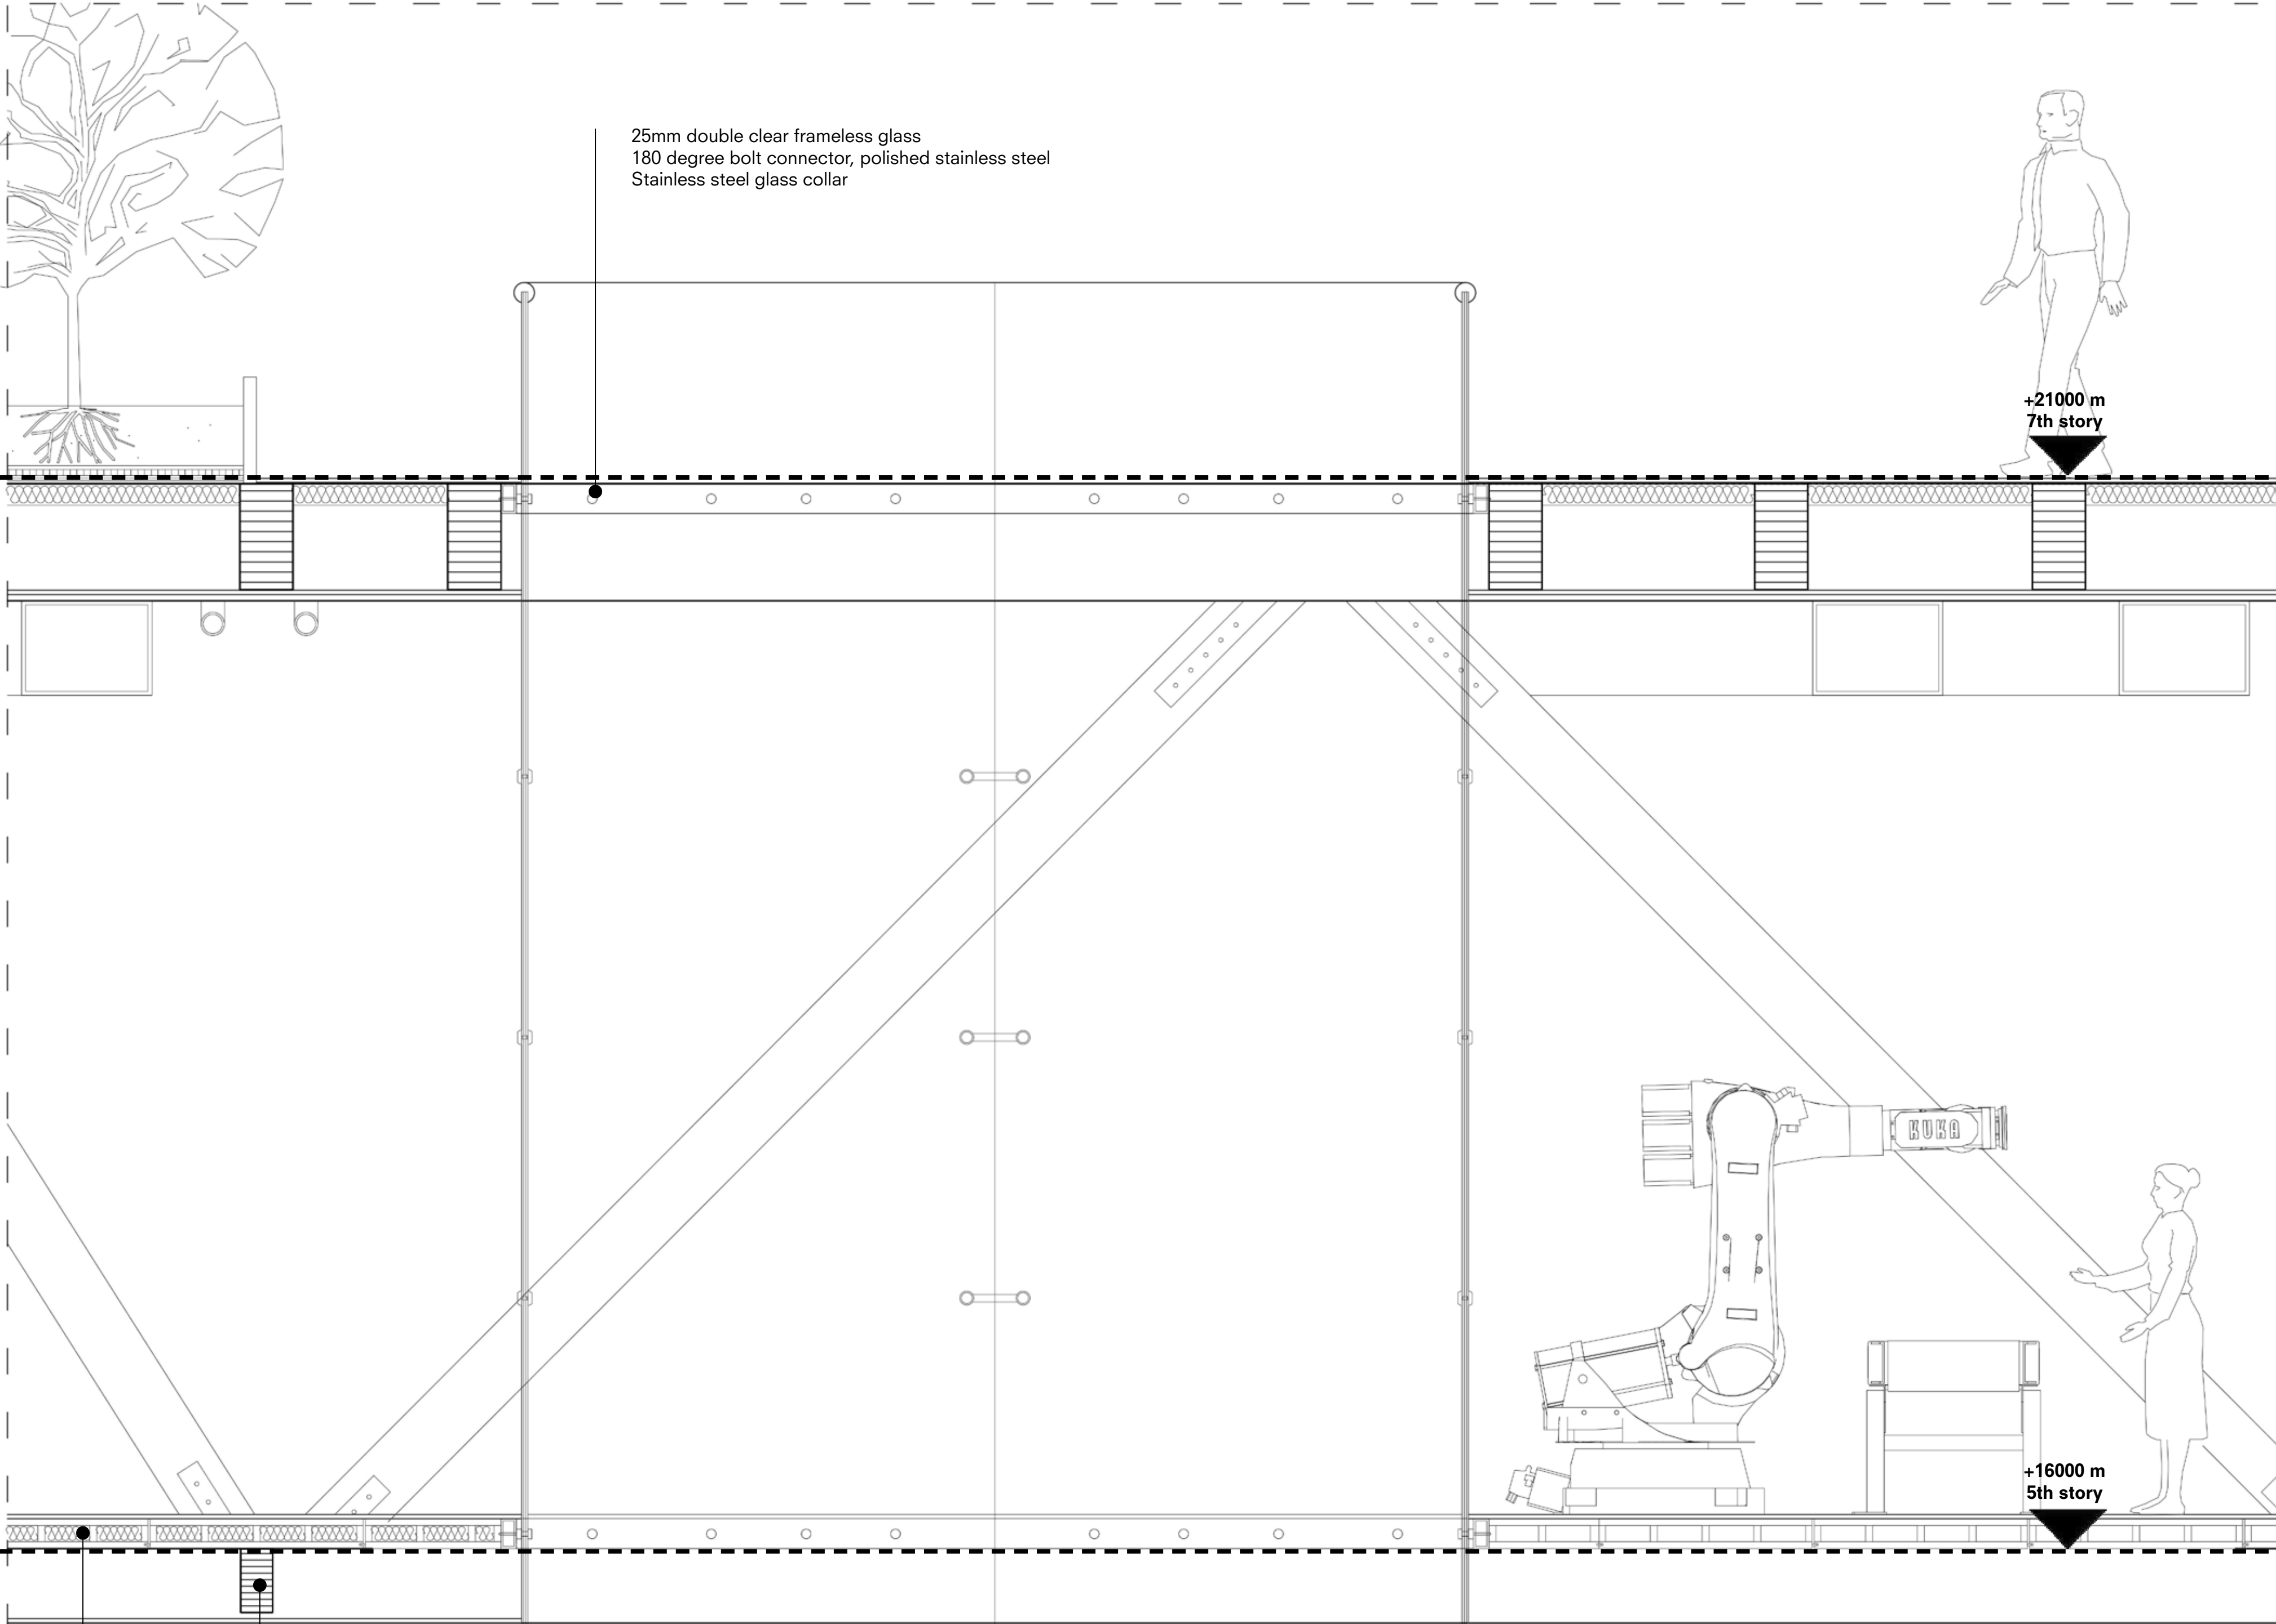 25mm double clear frameless glass
180 degree bolt connector, polished stainless steel
Stainless steel glass collar
+21000 m
7th story
KUKA
+16000 m
5th story